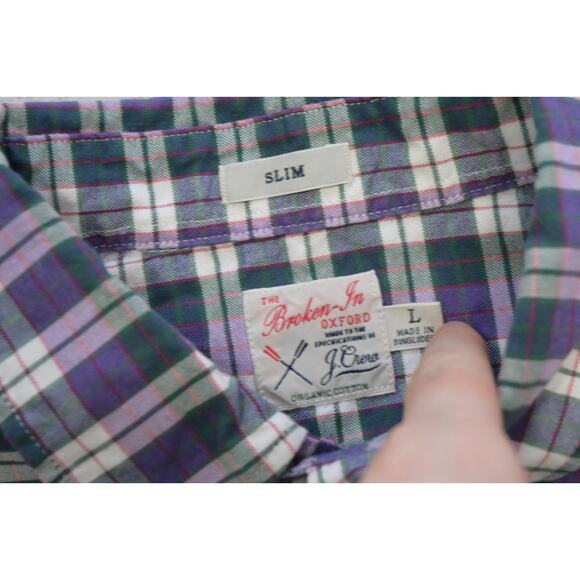 SLIM
THE
Broken-In
OXFORD
MADE TO THE
SPECIFICATIONS OF
J.Crew
ORGANIC COTTON
L
MADE IN